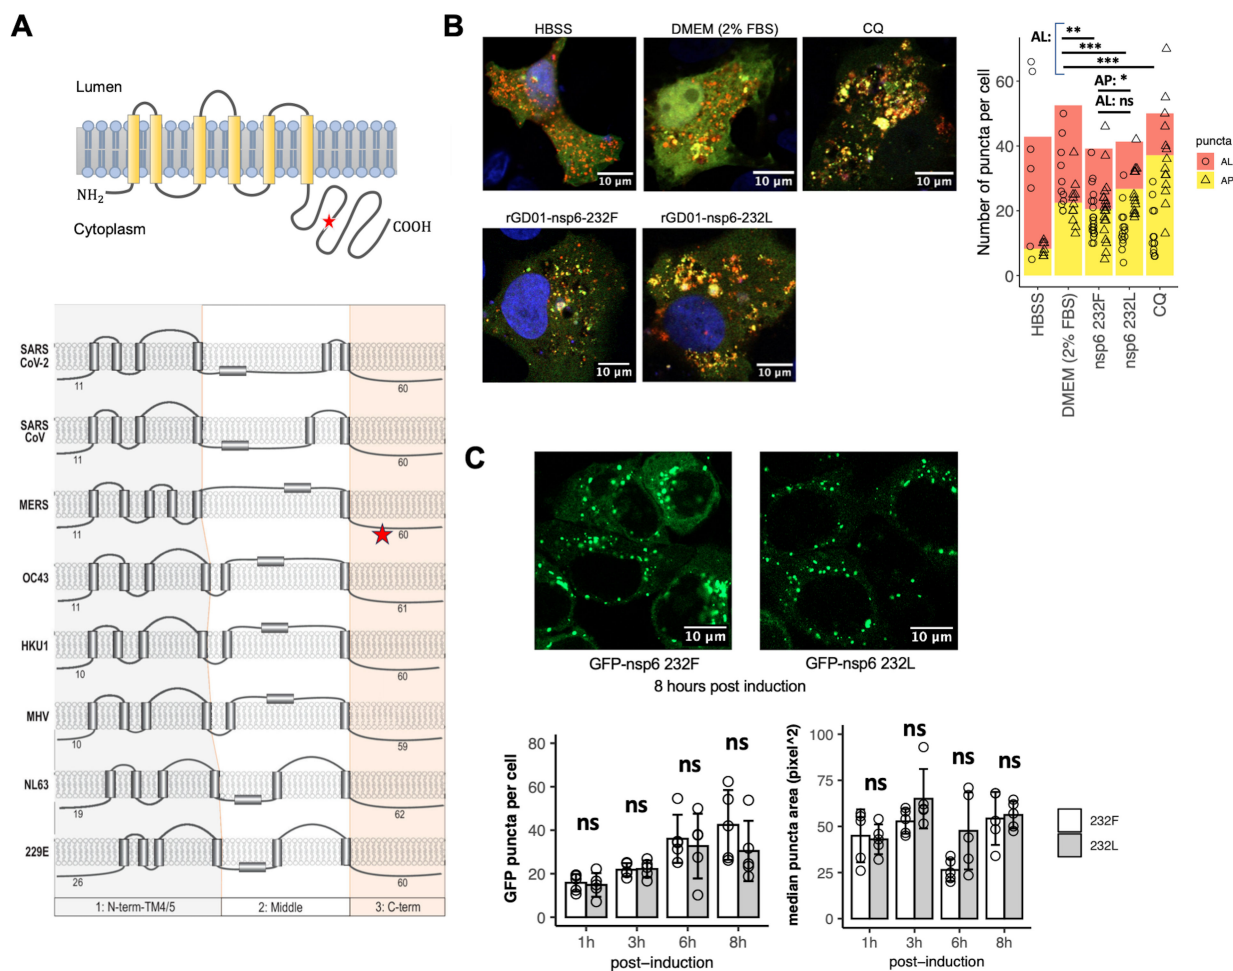 A
Lumen
NH2
Cytoplasm
COOH
SARS
CoV-2
11
60
SARS
CoV
11
60
MERS
11
60
OC43
11
61
HKU1
10
60
MHV
10
59
NL63
19
62
229E
26
60
1: N-term-TM4/5
2: Middle
3: C-term
B
HBSS
DMEM (2% FBS)
CQ
10 μm
10 μm
10 μm
rGD01-nsp6-232F
rGD01-nsp6-232L
10 μm
10 μm
AL:
**
***
***
AP: *
AL: ns
Number of puncta per cell
60
40
20
0
HBSS
DMEM (2% FBS)
nsp6 232F
nsp6 232L
CQ
puncta
AL
AP
C
10 μm
10 μm
GFP-nsp6 232F
GFP-nsp6 232L
8 hours post induction
GFP puncta per cell
80
60
40
20
0
ns
ns
ns
ns
1h
3h
6h
8h
post–induction
median puncta area (pixel^2)
100
75
50
25
0
ns
ns
ns
ns
1h
3h
6h
8h
post–induction
232F
232L